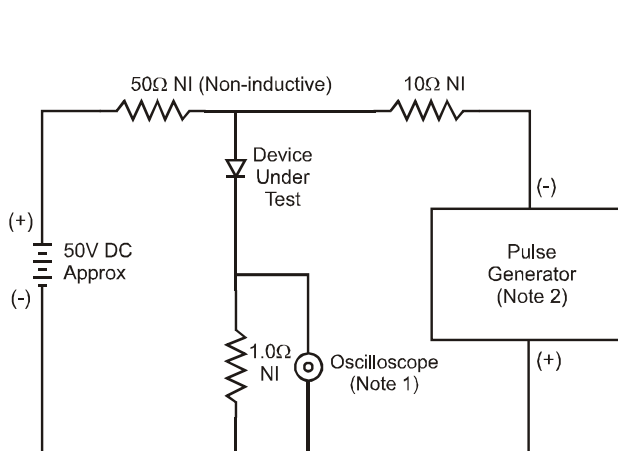 50Ω NI (Non-inductive)
10Ω NI
Device
Under
Test
(-)
(+)
50V DC
Approx
(-)
Pulse
Generator
(Note 2)
1.0Ω
NI
Oscilloscope
(Note 1)
(+)